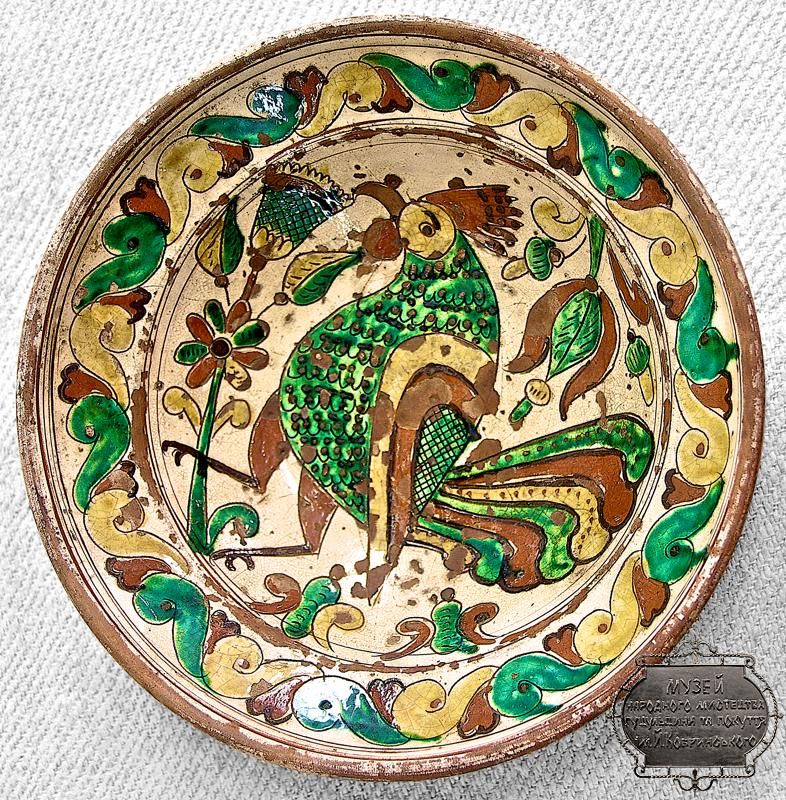 МУЗЕЙ
НАРОДНОГО МИСТЕЦТВА
ГУЦУЛЬЩИНИ ТА ПОКУТТЯ
ІМ. Й. КОБРИНСЬКОГО